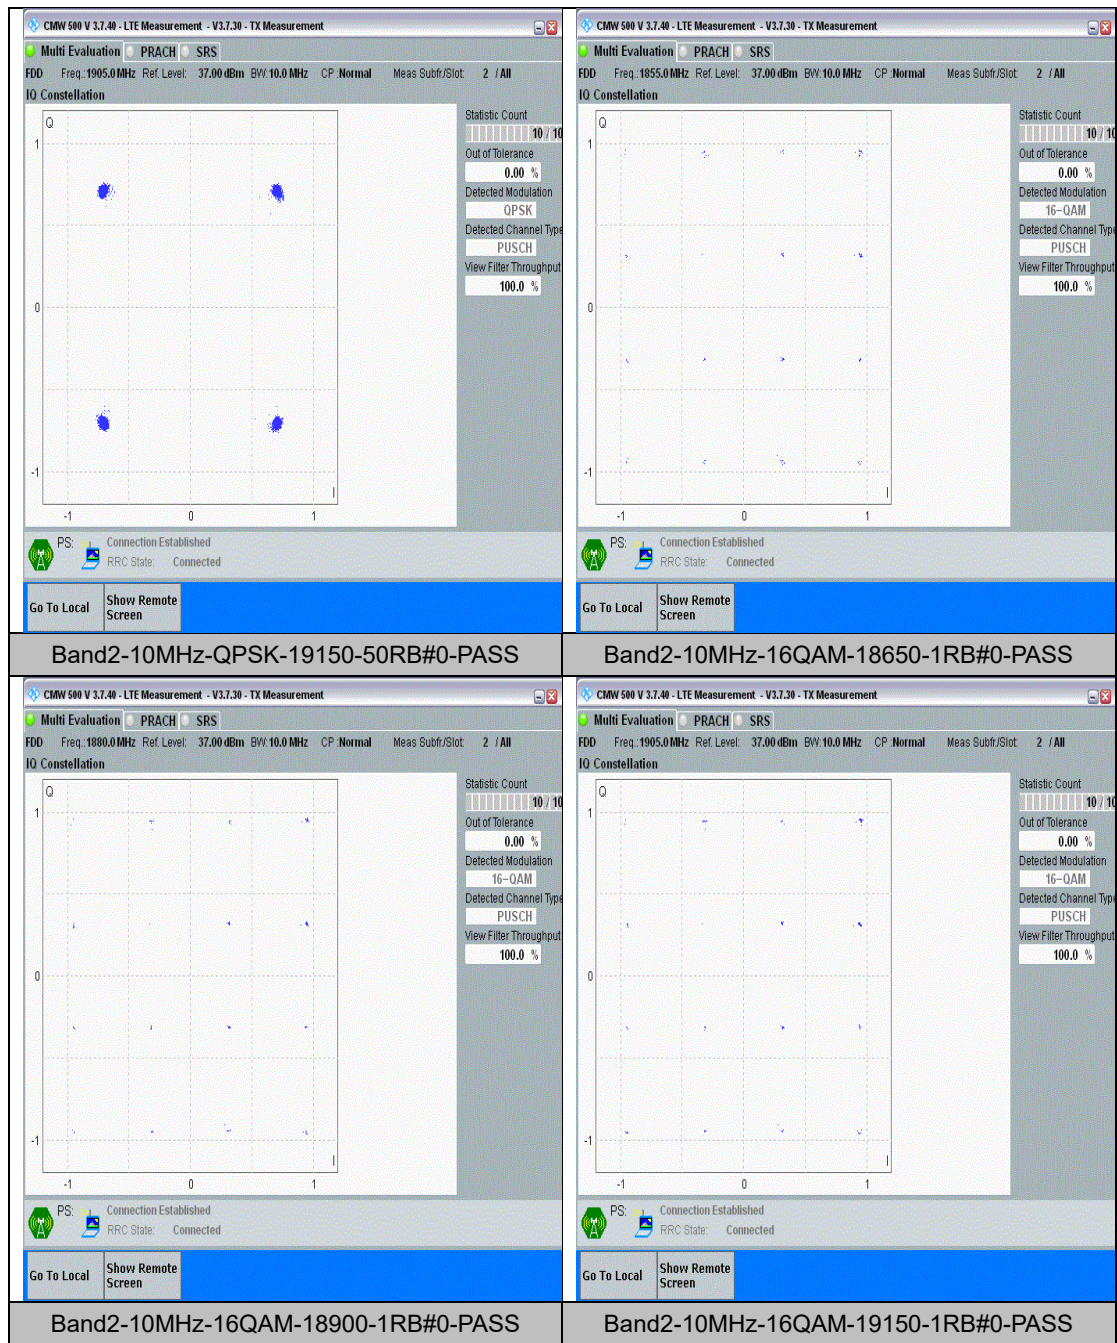 CMW 500 V 3.7.40 - LTE Measurement - V3.7.30 - TX Measurement
Multi Evaluation PRACH SRS
FDD Freq.:1905.0 MHz Ref. Level: 37.00 dBm BW:10.0 MHz CP :Normal Meas Subfr./Slot: 2 / All
IQ Constellation
Q
1
0
-1
I
-1 0 1
Statistic Count
10 / 10
Out of Tolerance
0.00 %
Detected Modulation
QPSK
Detected Channel Type
PUSCH
View Filter Throughput
100.0 %
PS: Connection Established
RRC State: Connected
Go To Local Show Remote
Screen
Band2-10MHz-QPSK-19150-50RB#0-PASS
CMW 500 V 3.7.40 - LTE Measurement - V3.7.30 - TX Measurement
Multi Evaluation PRACH SRS
FDD Freq.:1855.0 MHz Ref. Level: 37.00 dBm BW:10.0 MHz CP :Normal Meas Subfr./Slot: 2 / All
IQ Constellation
Q
1
0
-1
I
-1 0 1
Statistic Count
10 / 10
Out of Tolerance
0.00 %
Detected Modulation
16-QAM
Detected Channel Type
PUSCH
View Filter Throughput
100.0 %
PS: Connection Established
RRC State: Connected
Go To Local Show Remote
Screen
Band2-10MHz-16QAM-18650-1RB#0-PASS
CMW 500 V 3.7.40 - LTE Measurement - V3.7.30 - TX Measurement
Multi Evaluation PRACH SRS
FDD Freq.:1880.0 MHz Ref. Level: 37.00 dBm BW:10.0 MHz CP :Normal Meas Subfr./Slot: 2 / All
IQ Constellation
Q
1
0
-1
I
-1 0 1
Statistic Count
10 / 10
Out of Tolerance
0.00 %
Detected Modulation
16-QAM
Detected Channel Type
PUSCH
View Filter Throughput
100.0 %
PS: Connection Established
RRC State: Connected
Go To Local Show Remote
Screen
Band2-10MHz-16QAM-18900-1RB#0-PASS
CMW 500 V 3.7.40 - LTE Measurement - V3.7.30 - TX Measurement
Multi Evaluation PRACH SRS
FDD Freq.:1905.0 MHz Ref. Level: 37.00 dBm BW:10.0 MHz CP :Normal Meas Subfr./Slot: 2 / All
IQ Constellation
Q
1
0
-1
I
-1 0 1
Statistic Count
10 / 10
Out of Tolerance
0.00 %
Detected Modulation
16-QAM
Detected Channel Type
PUSCH
View Filter Throughput
100.0 %
PS: Connection Established
RRC State: Connected
Go To Local Show Remote
Screen
Band2-10MHz-16QAM-19150-1RB#0-PASS